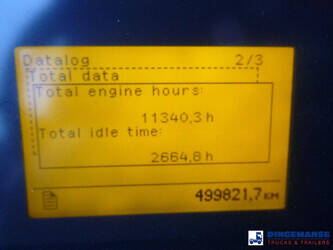 Datalog 2/3
Total data
Total engine hours:
11340,3 h
Total idle time:
2664,8 h
499821,7 KM
DINGEMANSE
TRUCKS & TRAILERS